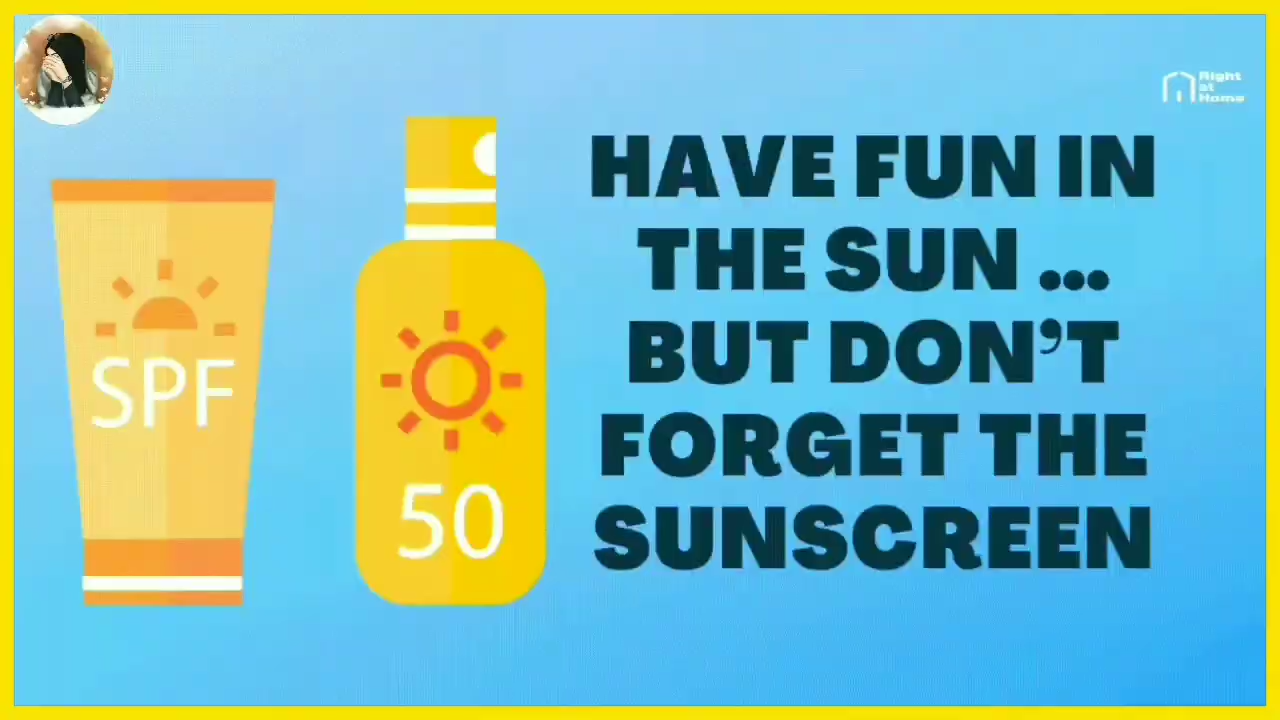 Right
at
Home
HAVE FUN IN
THE SUN ...
BUT DON’T
FORGET THE
SUNSCREEN
SPF
50